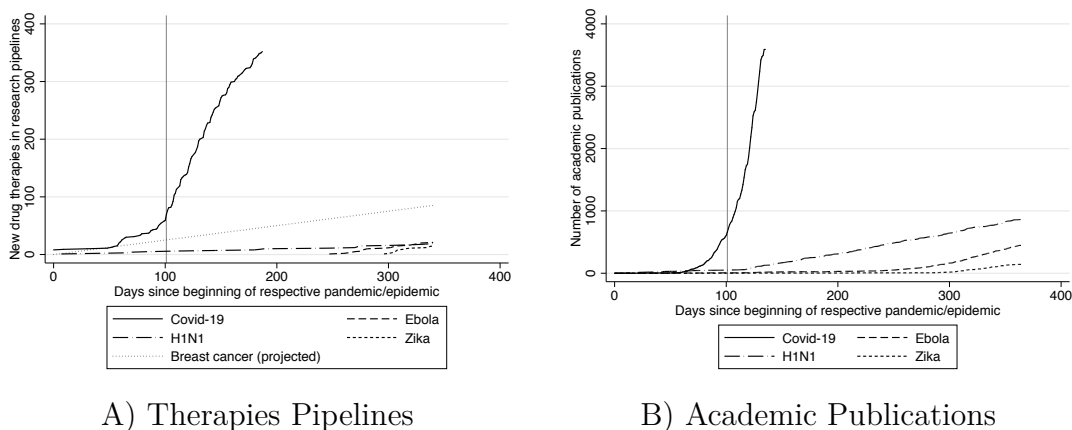 New drug therapies in research pipelines
400
300
200
100
0
0 100 200 300 400
Days since beginning of respective pandemic/epidemic
Covid-19 Ebola
H1N1 Zika
Breast cancer (projected)
A) Therapies Pipelines
Number of academic publications
4000
3000
2000
1000
0
0 100 200 300 400
Days since beginning of respective pandemic/epidemic
Covid-19 Ebola
H1N1 Zika
B) Academic Publications